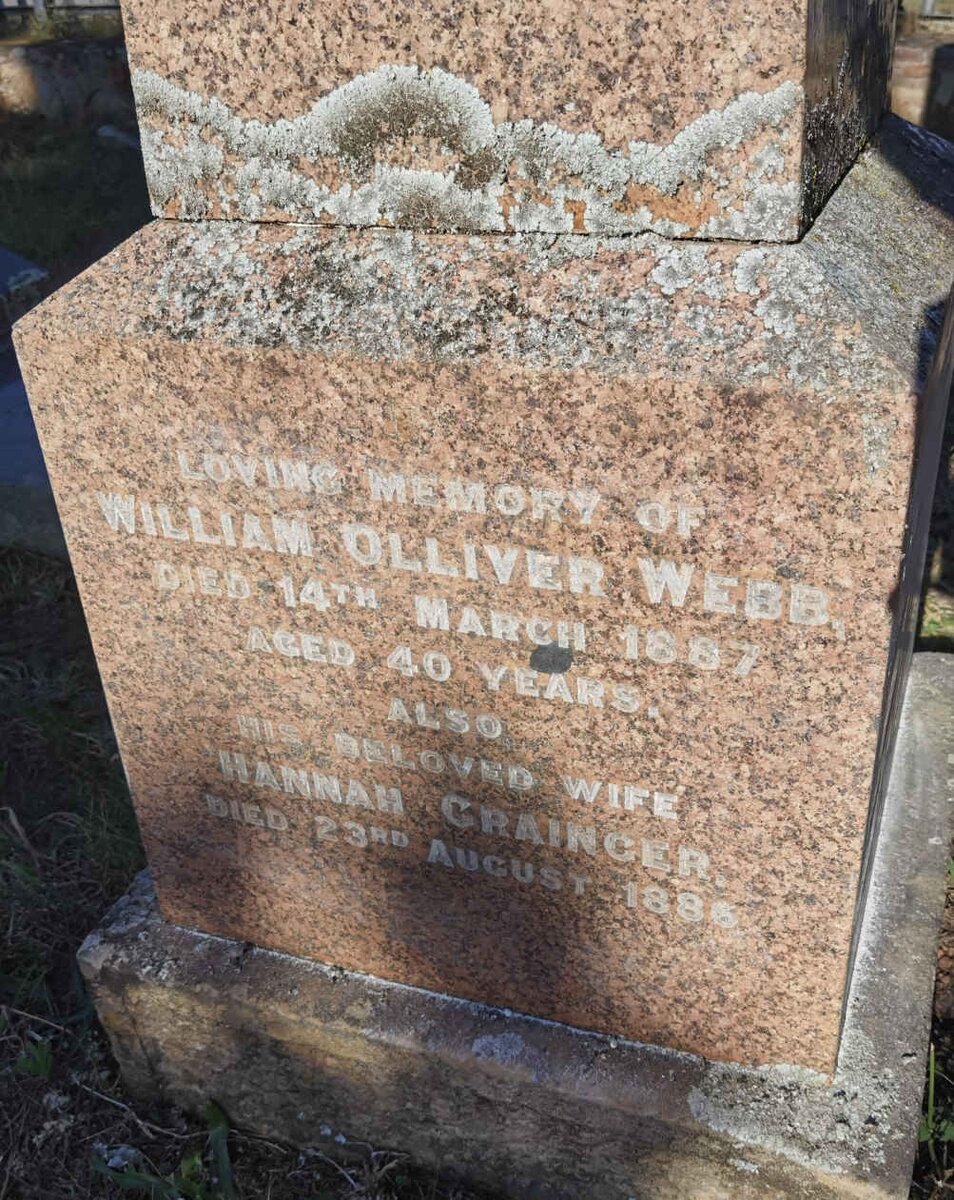 LOVING MEMORY OF
WILLIAM OLLIVER WEBB,
DIED 14TH MARCH 1887
AGED 40 YEARS.
ALSO,
HIS BELOVED WIFE
HANNAH GRAINGER,
DIED 23RD AUGUST 1886